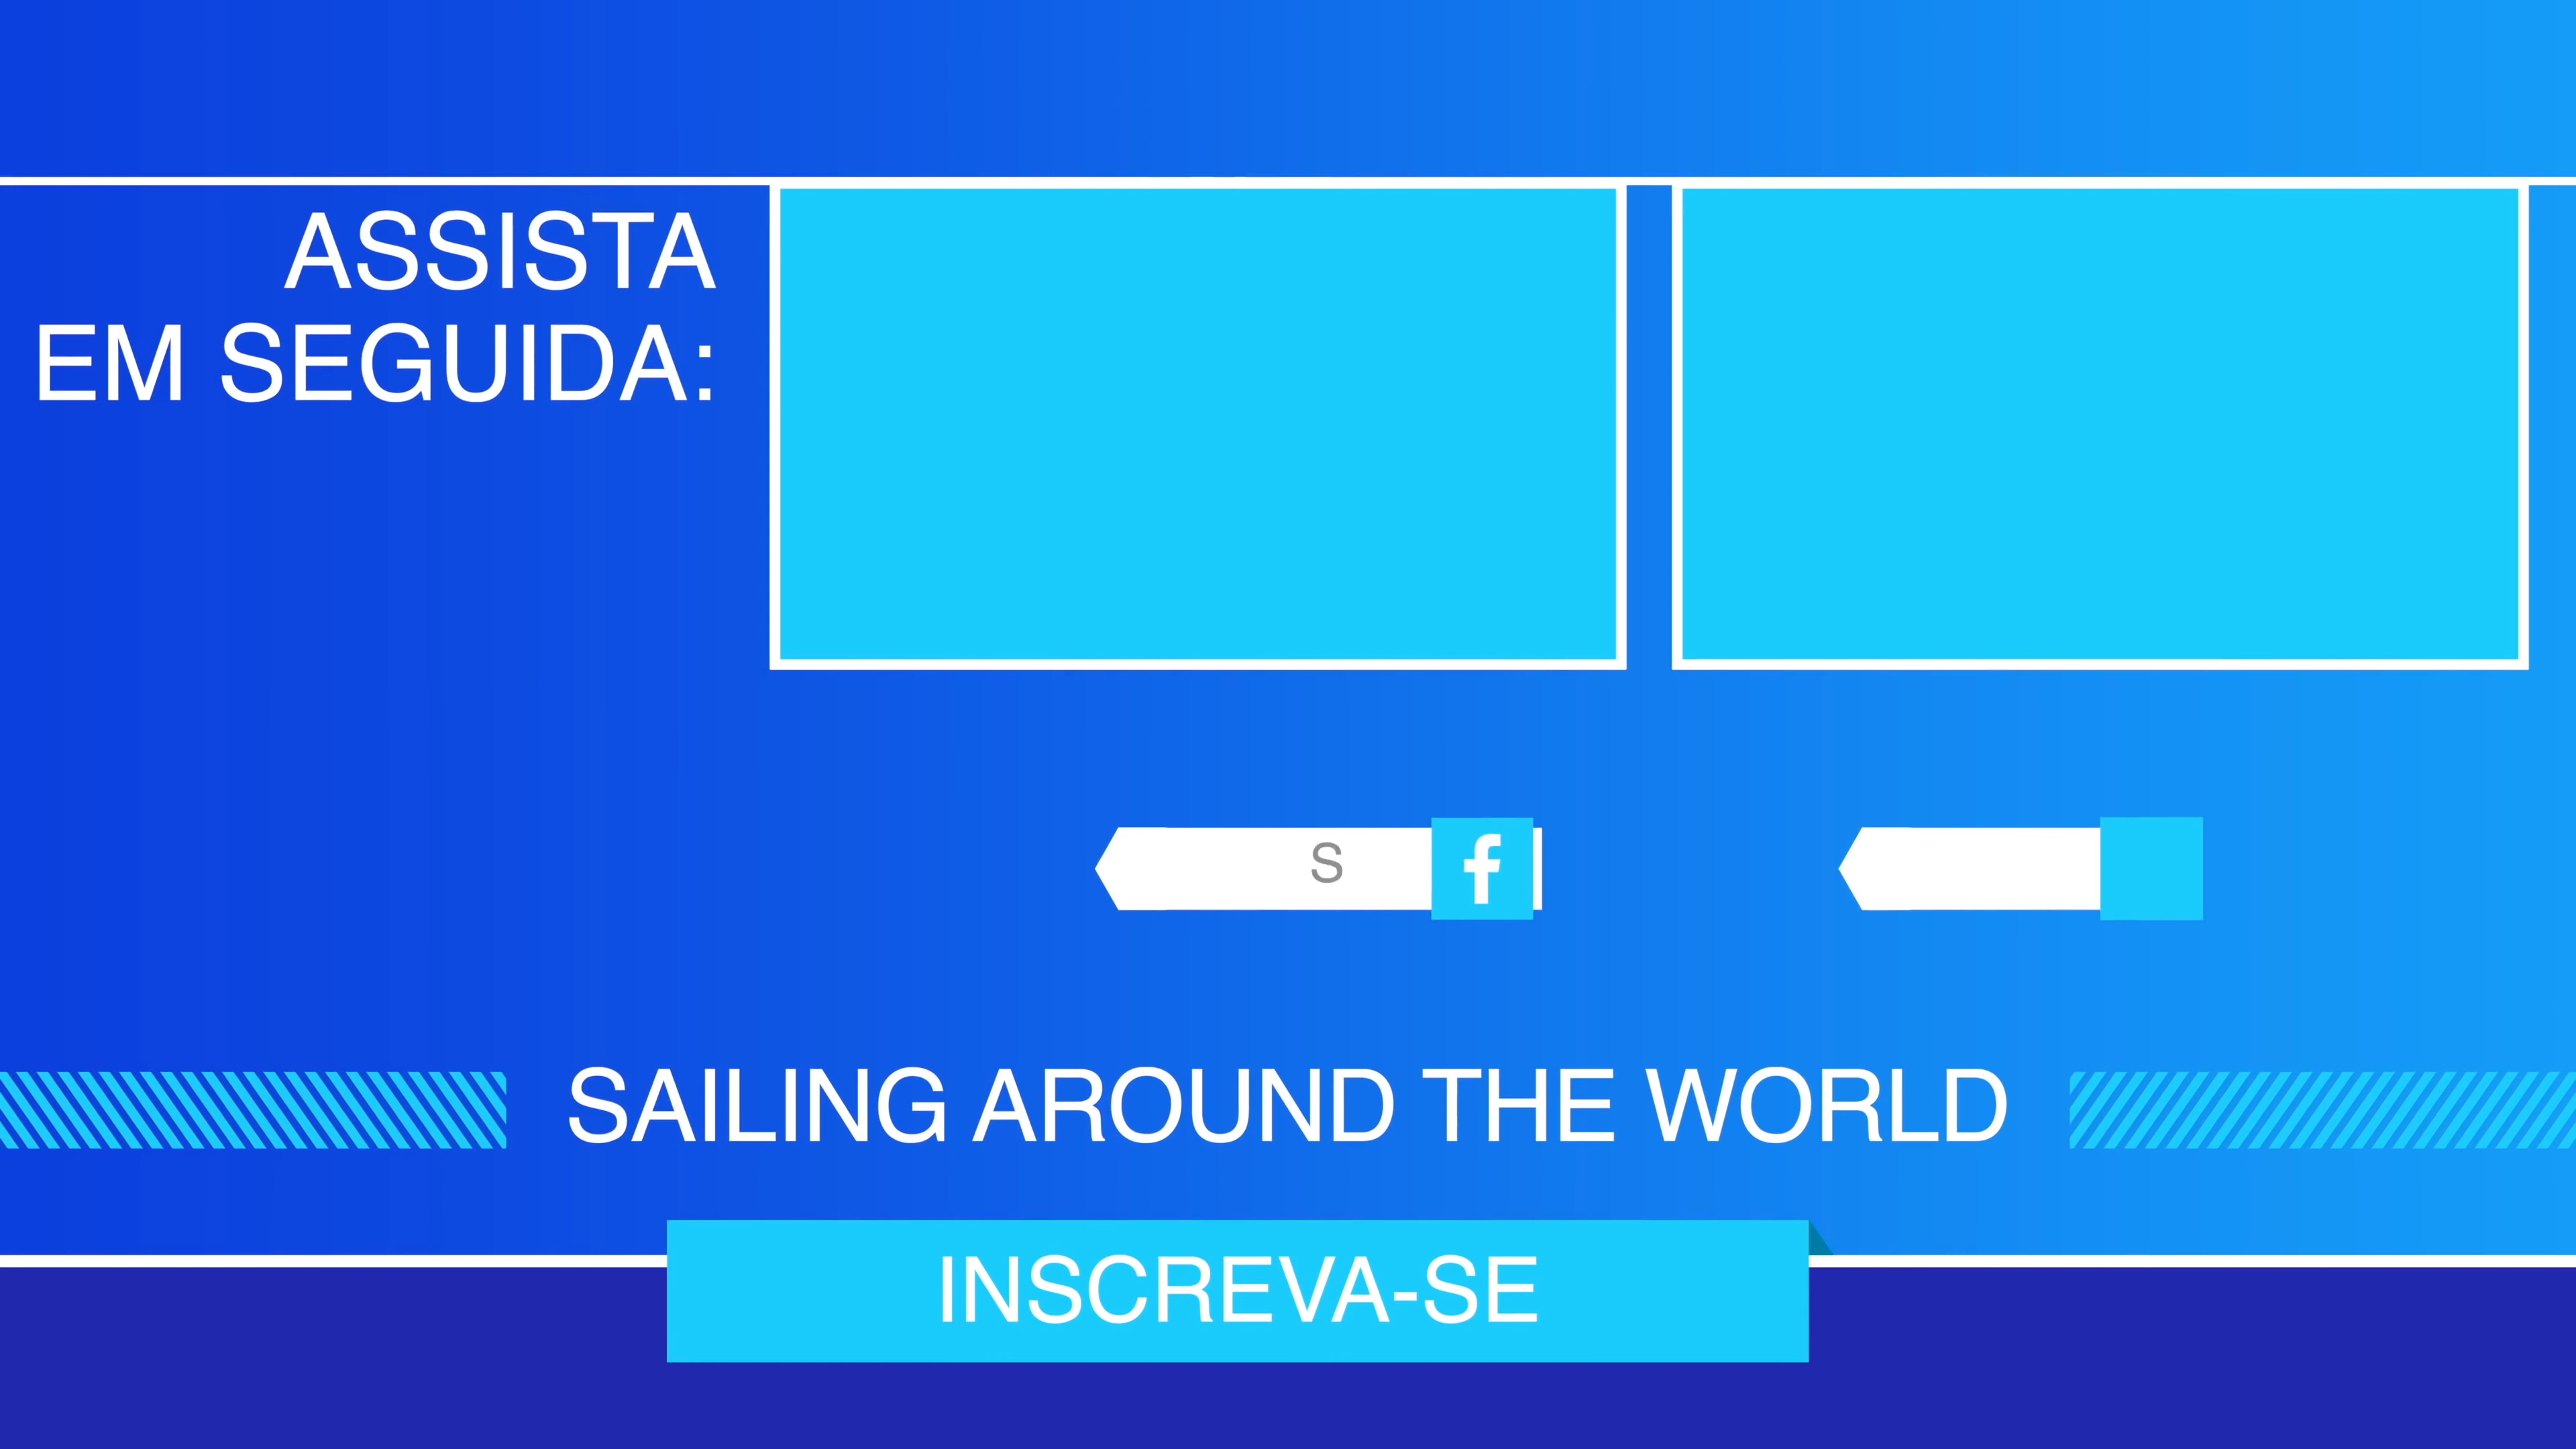 ASSISTA
EM SEGUIDA:
S
SAILING AROUND THE WORLD
INSCREVA-SE